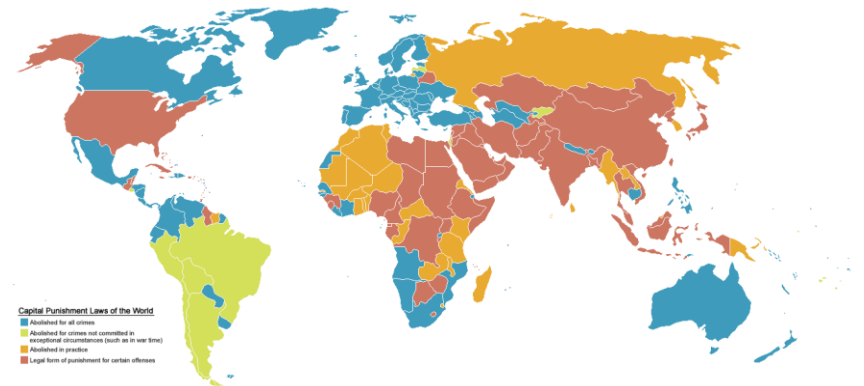 Capital Punishment Laws of the World
Abolished for all crimes
Abolished for crimes not committed in
exceptional circumstances (such as in war time)
Abolished in practice
Legal form of punishment for certain offenses